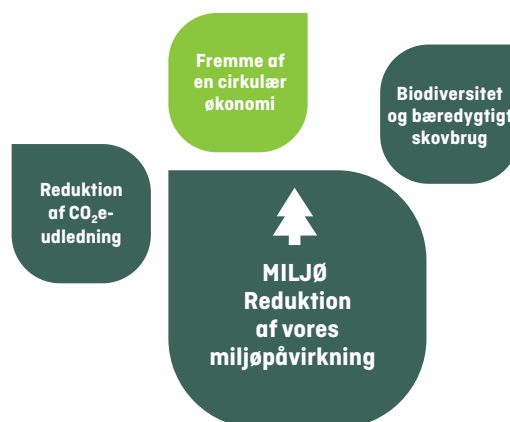 Fremme af
en cirkulær
økonomi
Biodiversitet
og bæredygtigt
skovbrug
Reduktion
af CO₂e-
udledning
MILJØ
Reduktion
af vores
miljøpåvirkning